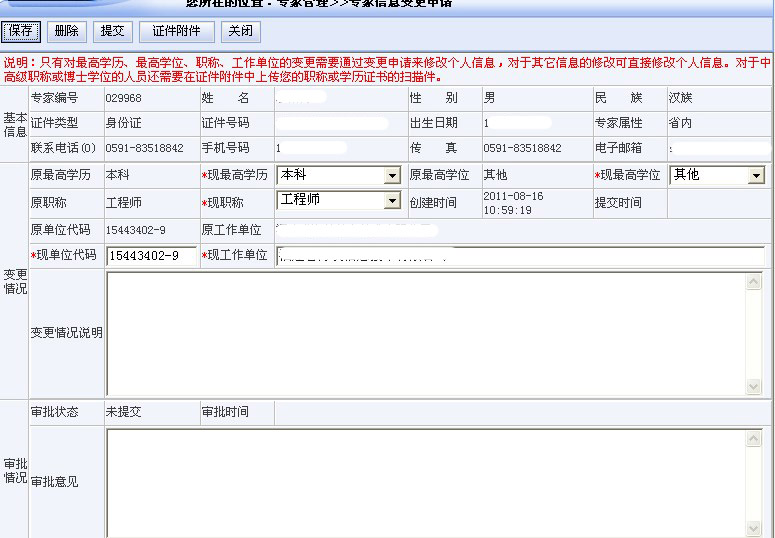 您所在的位置：专家管理>>专家信息变更申请
保存 删除 提交 证件附件 关闭
说明：只有对最高学历、最高学位、职称、工作单位的变更需要通过变更申请来修改个人信息，对于其它信息的修改可直接修改个人信息。对于中
高级职称或博士学位的人员还需要在证件附件中上传您的职称或学历证书的扫描件。
基本信息
专家编号 029968 姓 名 性 别 男 民 族 汉族
证件类型 身份证 证件号码 出生日期 1 专家属性 省内
联系电话(O) 0591-83518842 手机号码 1 传 真 0591-83518842 电子邮箱
变更情况
原最高学历 本科 *现最高学历 本科 原最高学位 其他 *现最高学位 其他
原职称 工程师 *现职称 工程师 创建时间 2011-08-16 10:59:19 提交时间
原单位代码 15443402-9 原工作单位
*现单位代码 15443402-9 *现工作单位
变更情况说明
审批情况
审批状态 未提交 审批时间
审批意见